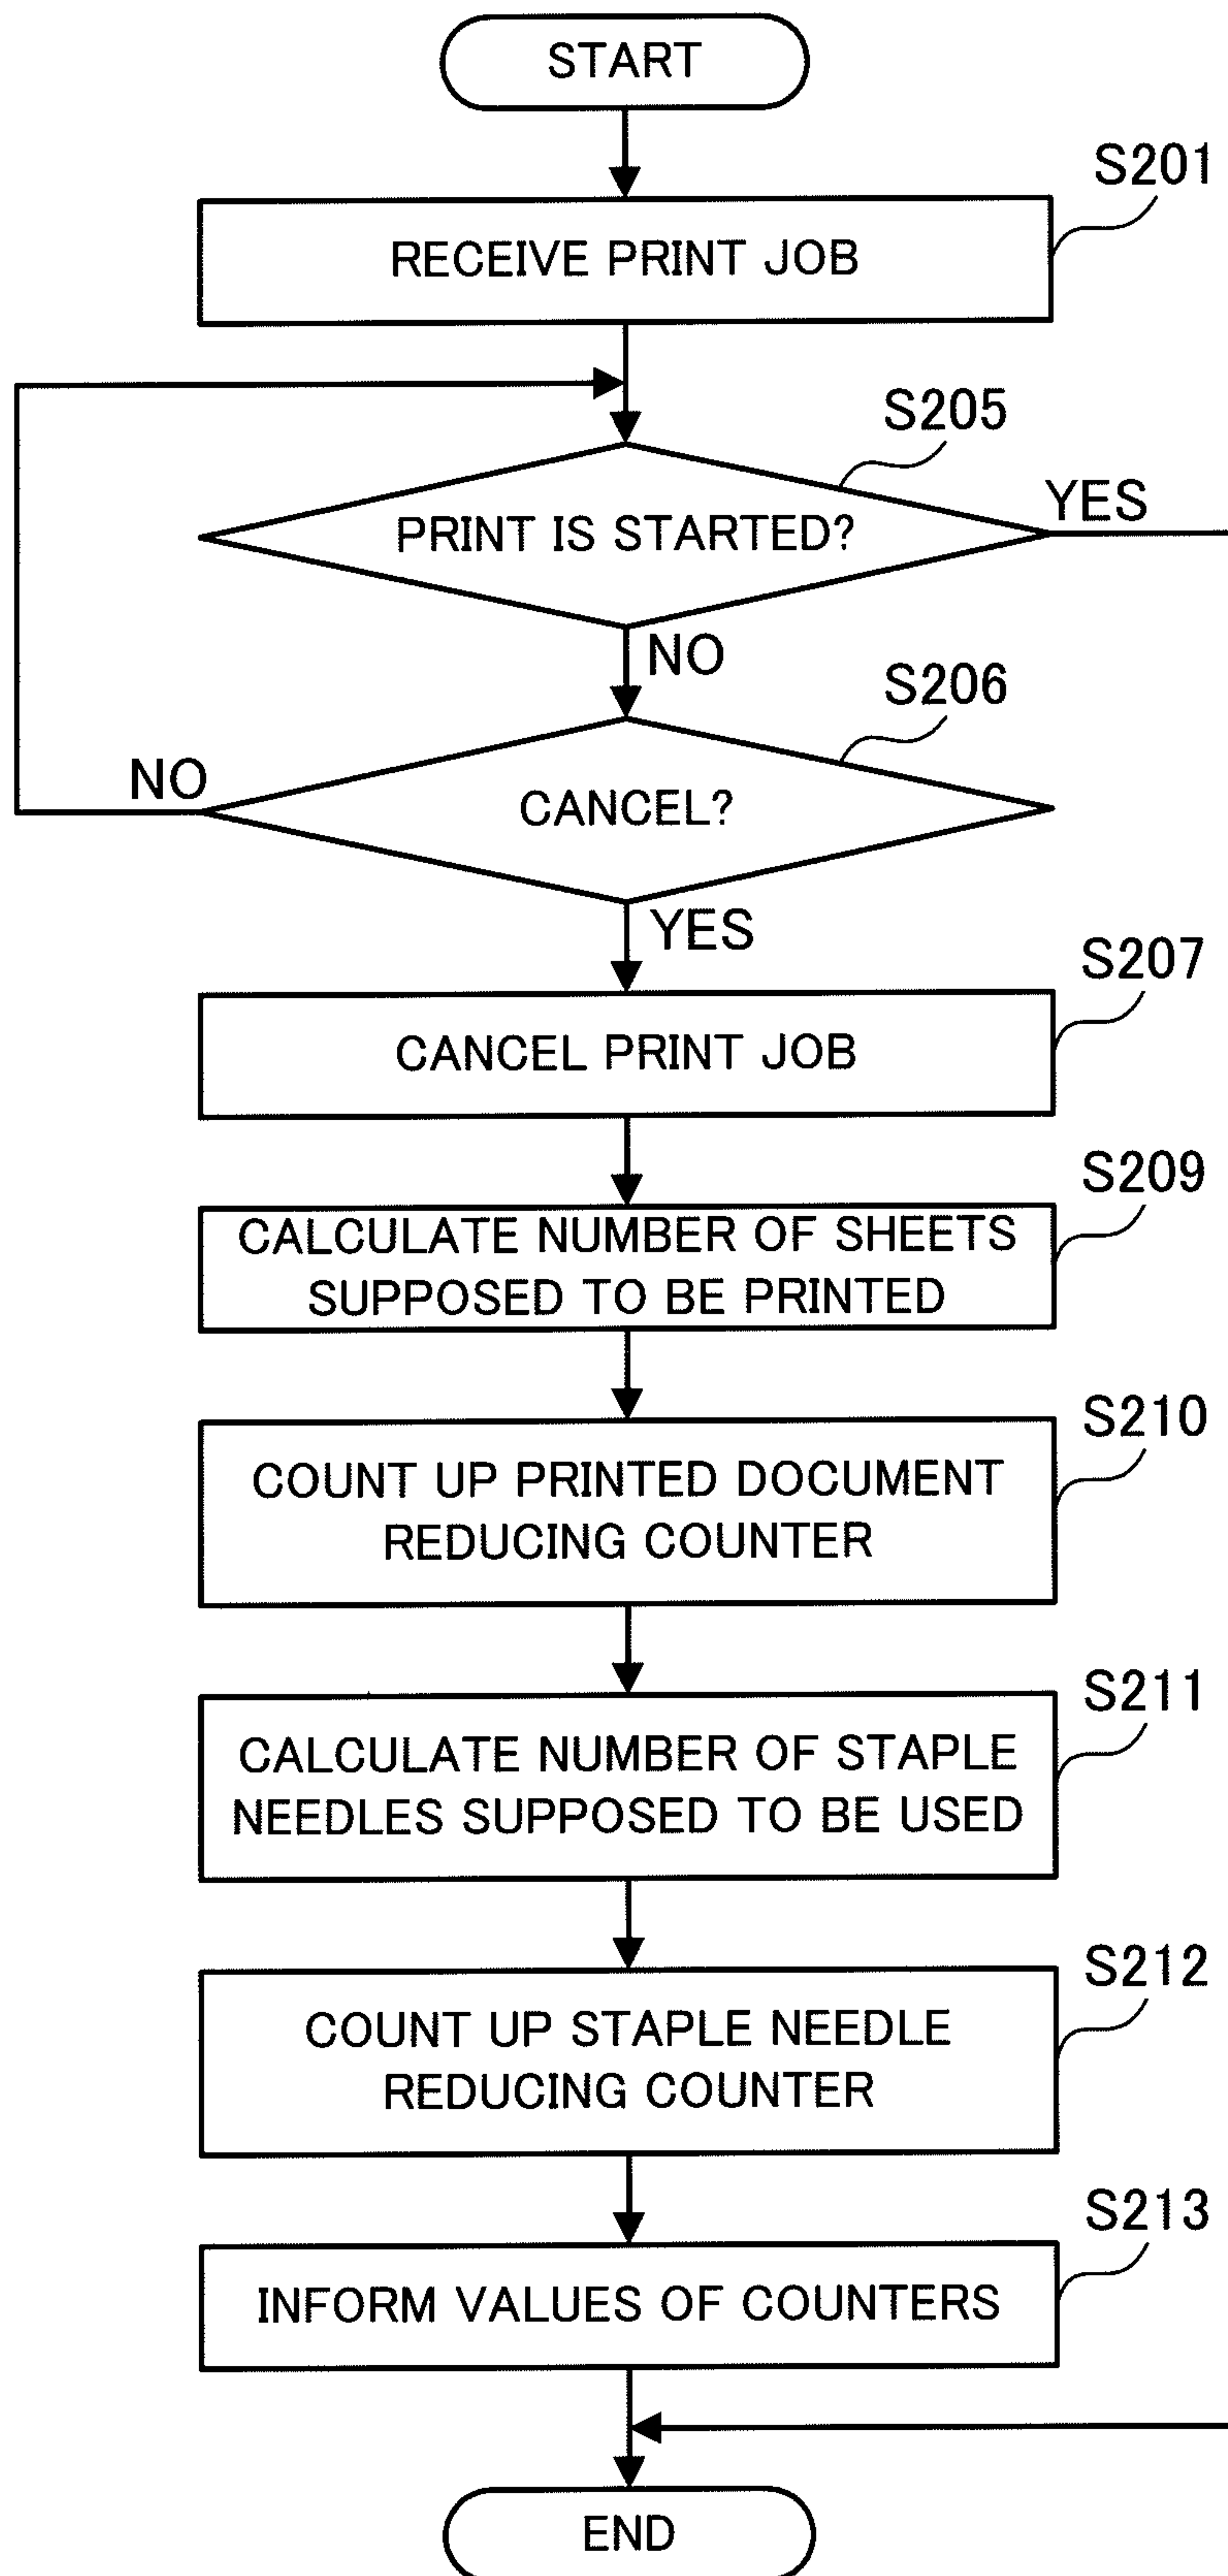 START
S201
RECEIVE PRINT JOB
S205
PRINT IS STARTED?
YES
NO
S206
CANCEL?
NO
YES
S207
CANCEL PRINT JOB
S209
CALCULATE NUMBER OF SHEETS
SUPPOSED TO BE PRINTED
S210
COUNT UP PRINTED DOCUMENT
REDUCING COUNTER
S211
CALCULATE NUMBER OF STAPLE
NEEDLES SUPPOSED TO BE USED
S212
COUNT UP STAPLE NEEDLE
REDUCING COUNTER
S213
INFORM VALUES OF COUNTERS
END